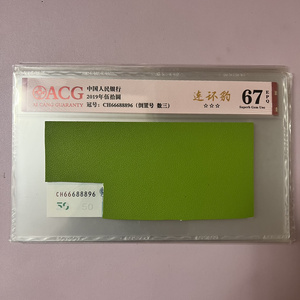 ACG
中国人民银行
2019年伍拾圆
冠号：CH66688896（倒置号 散三）
连环豹
☆☆☆
67 EPQ
Superb Gem Unc
CH66688896
50